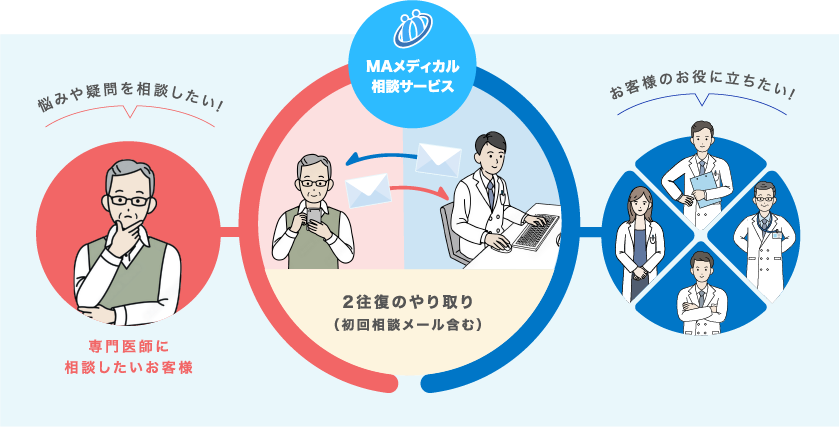 MAメディカル
相談サービス
悩みや疑問を相談したい!
お客様のお役に立ちたい!
2往復のやり取り
（初回相談メール含む）
専門医師に
相談したいお客様